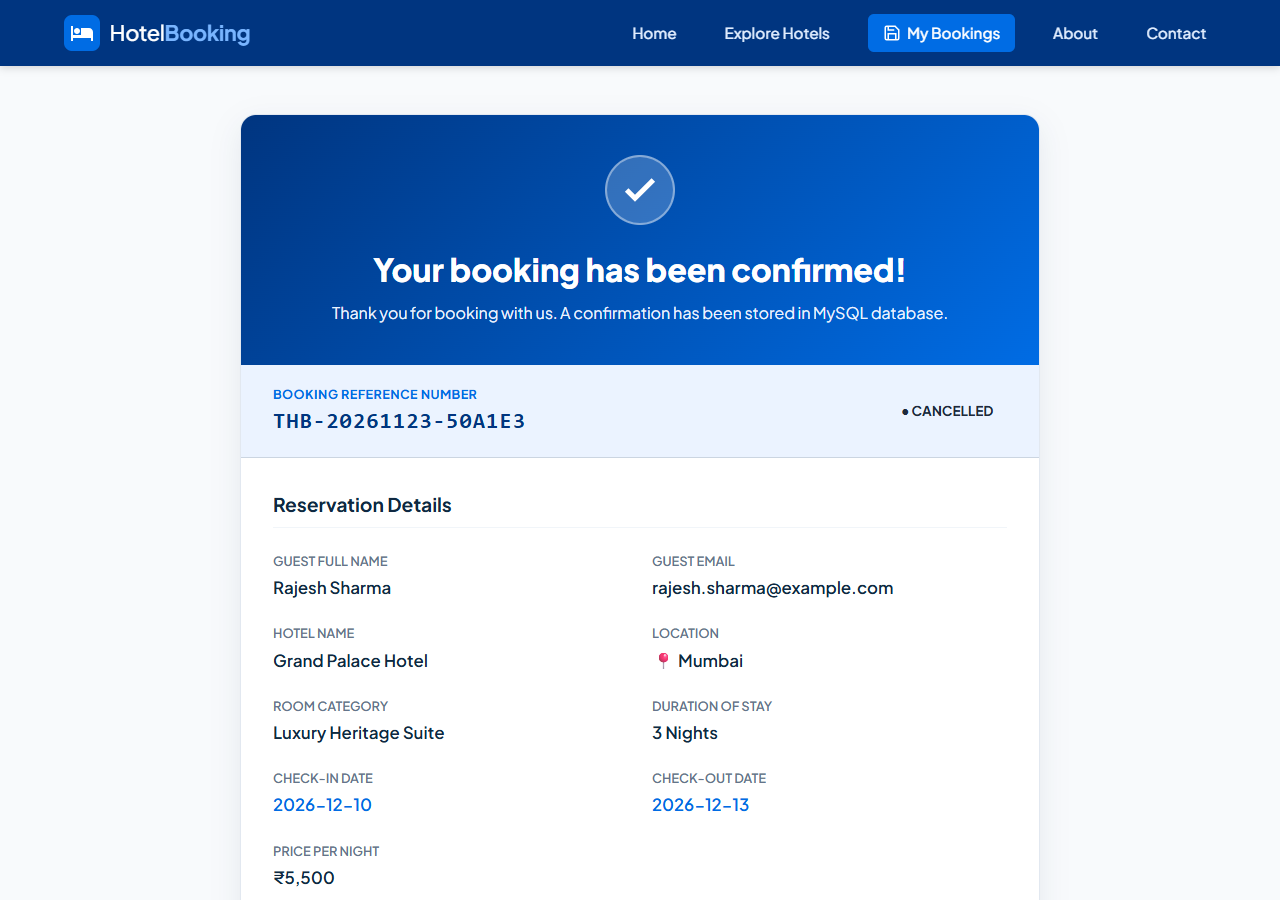 HotelBooking
Home
Explore Hotels
My Bookings
About
Contact
Your booking has been confirmed!
Thank you for booking with us. A confirmation has been stored in MySQL database.
BOOKING REFERENCE NUMBER
THB-20261123-50A1E3
● CANCELLED
Reservation Details
GUEST FULL NAME
Rajesh Sharma
GUEST EMAIL
rajesh.sharma@example.com
HOTEL NAME
Grand Palace Hotel
LOCATION
📍 Mumbai
ROOM CATEGORY
Luxury Heritage Suite
DURATION OF STAY
3 Nights
CHECK-IN DATE
2026-12-10
CHECK-OUT DATE
2026-12-13
PRICE PER NIGHT
₹5,500